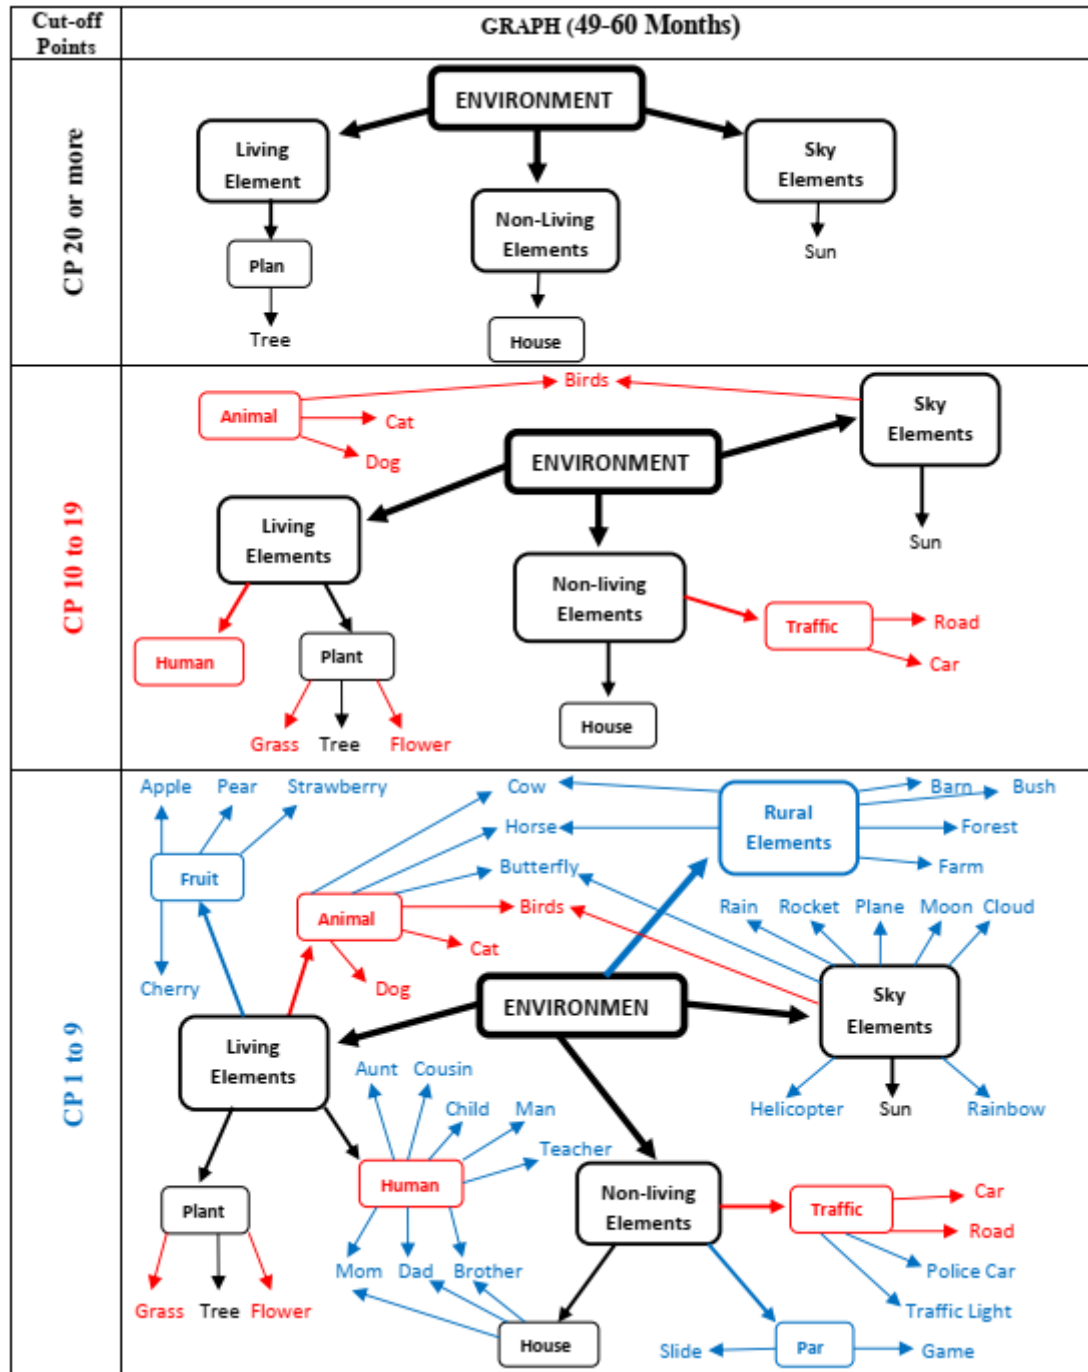 Cut-off
Points
GRAPH (49-60 Months)
CP 20 or more
ENVIRONMENT
Living
Element
Sky
Elements
Non-Living
Elements
Plan
Sun
Tree
House
CP 10 to 19
Birds
Animal
Cat
Dog
Sky
Elements
ENVIRONMENT
Living
Elements
Sun
Non-living
Elements
Human
Plant
Traffic
Road
Car
Grass
Tree
Flower
House
CP 1 to 9
Apple
Pear
Strawberry
Cow
Barn
Bush
Rural
Elements
Horse
Forest
Fruit
Butterfly
Farm
Animal
Birds
Rain
Rocket
Plane
Moon
Cloud
Cat
Dog
Cherry
ENVIRONMEN
Sky
Elements
Living
Elements
Aunt
Cousin
Child
Man
Teacher
Helicopter
Sun
Rainbow
Human
Plant
Non-living
Elements
Traffic
Car
Road
Mom
Dad
Brother
Police Car
Grass
Tree
Flower
Traffic Light
House
Slide
Par
Game